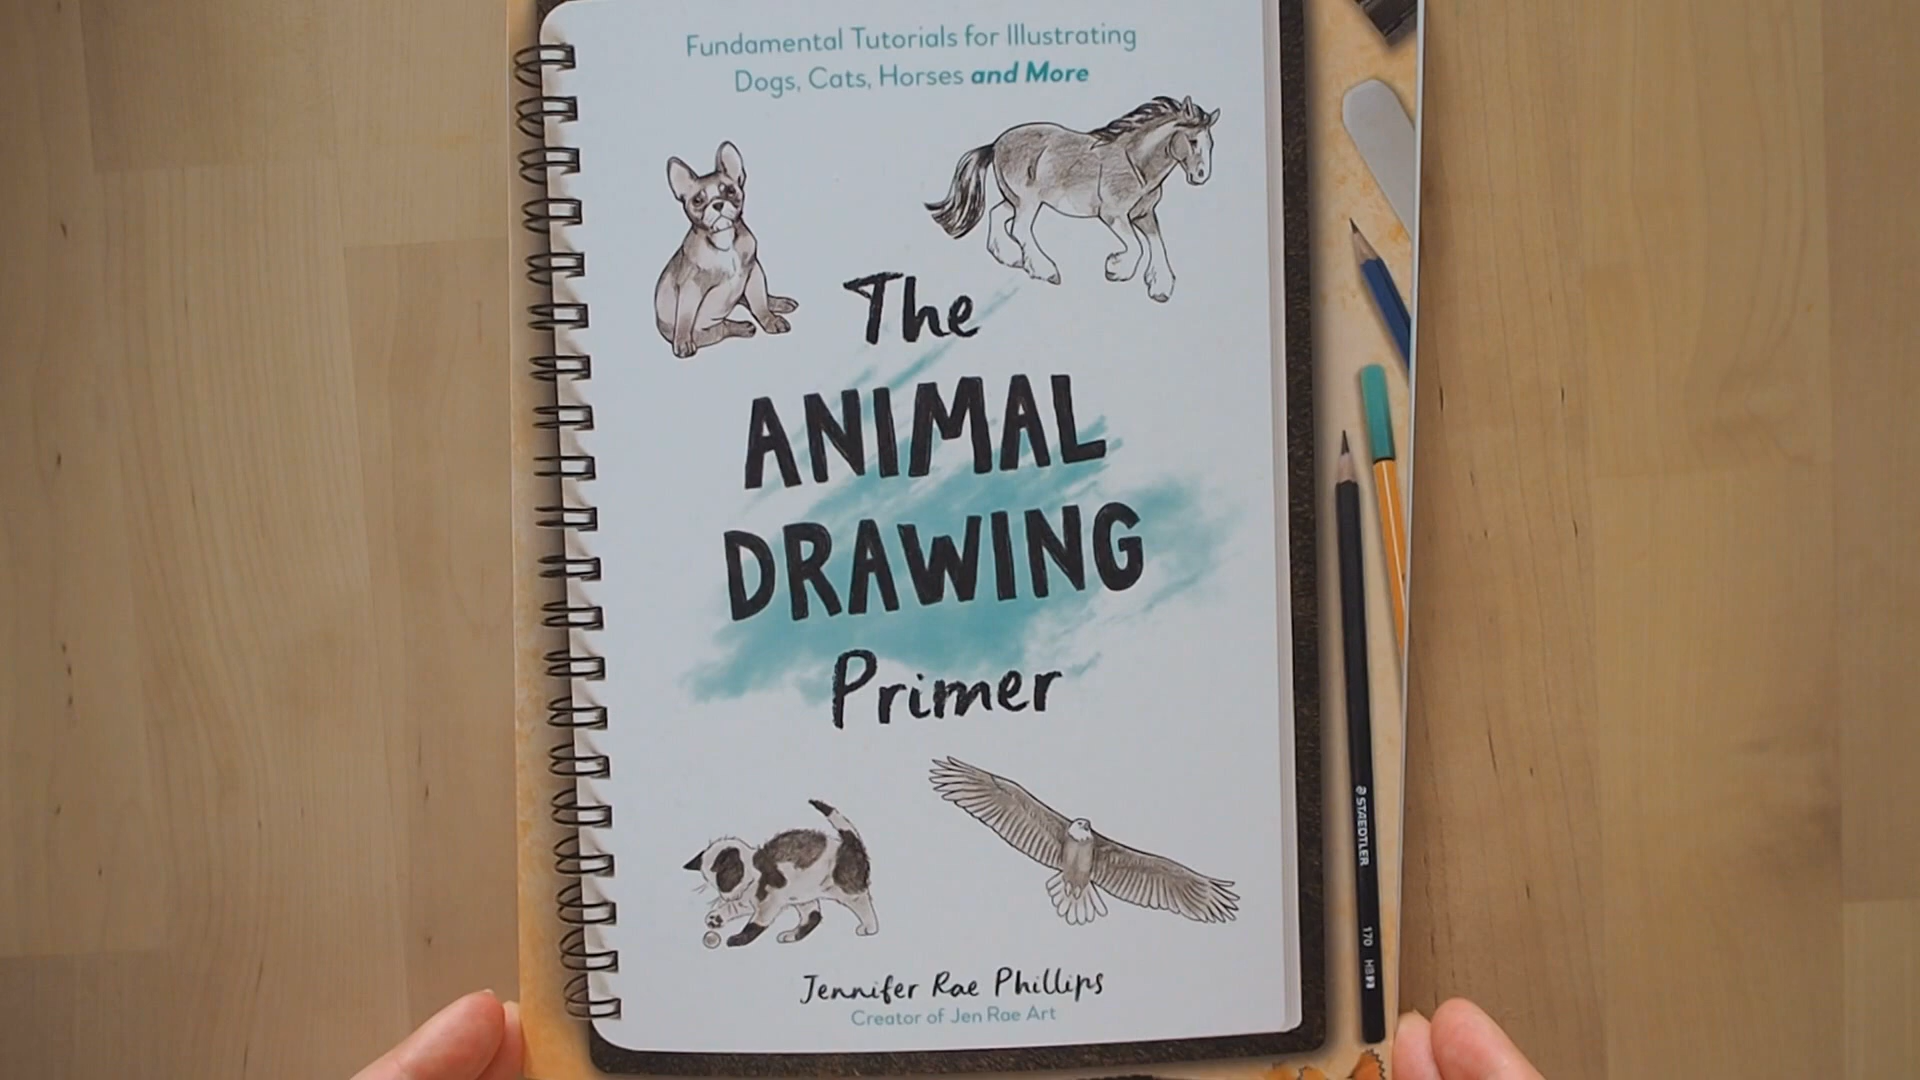 Fundamental Tutorials for Illustrating
Dogs, Cats, Horses and More
The
ANIMAL
DRAWING
Primer
Jennifer Rae Phillips
Creator of Jen Rae Art
STAEDTLER
170 HB